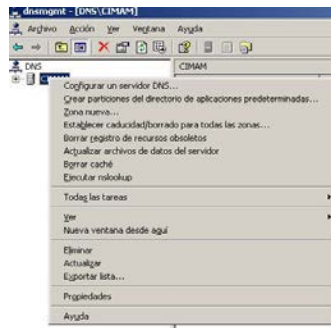 dnsmgmt - [DNS\CIMAM]
Archivo Acción Ver Ventana Ayuda
DNS
CIMAM
CIMAM
Configurar un servidor DNS...
Crear particiones del directorio de aplicaciones predeterminadas...
Zona nueva...
Establecer caducidad/borrado para todas las zonas...
Borrar registro de recursos obsoletos
Actualizar archivos de datos del servidor
Borrar caché
Ejecutar nslookup
Todas las tareas
Ver
Nueva ventana desde aquí
Eliminar
Actualizar
Exportar lista...
Propiedades
Ayuda